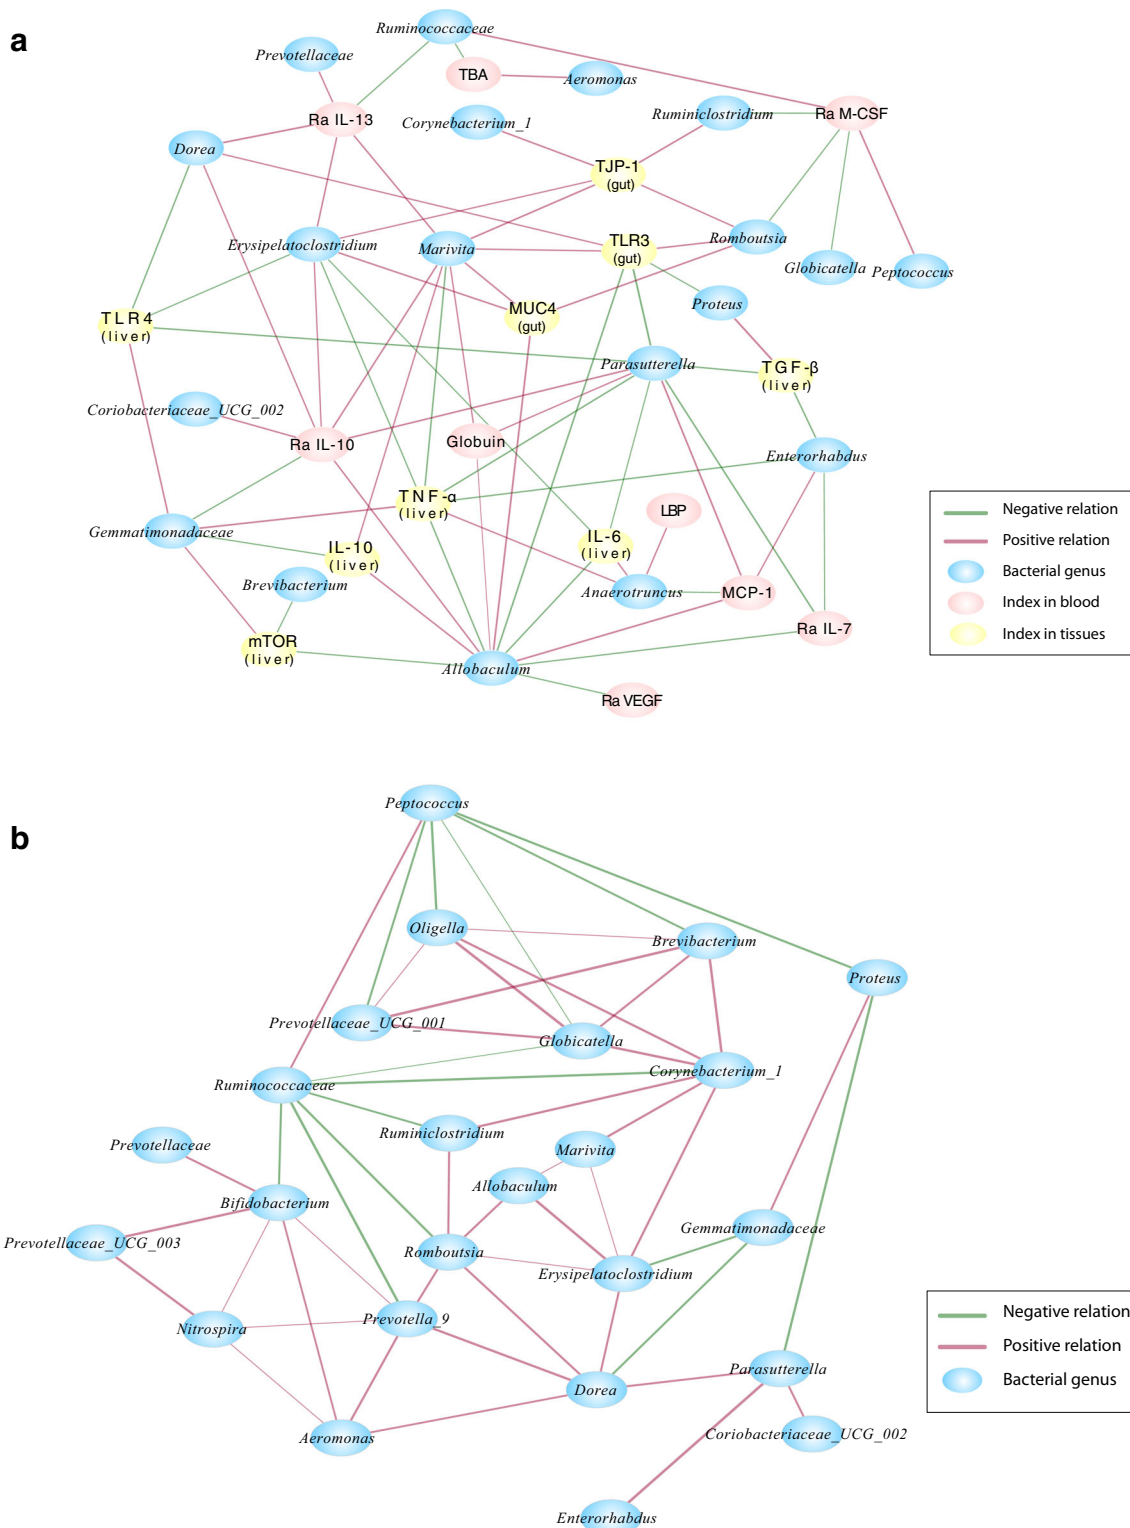 a
Ruminococcaceae
Prevotellaceae
TBA
Aeromonas
Ra IL-13
Corynebacterium_1
Ruminiclostridium
Ra M-CSF
Dorea
TJP-1
(gut)
Erysipelatoclostridium
Marivita
TLR3
(gut)
Romboutsia
Globicatella
Peptococcus
TLR4
(liver)
MUC4
(gut)
Proteus
Parasutterella
TGF-β
(liver)
Coriobacteriaceae_UCG_002
Ra IL-10
Globuin
Enterorhabdus
TNF-α
(liver)
LBP
Gemmatimonadaceae
IL-10
(liver)
IL-6
(liver)
Brevibacterium
Anaerotruncus
MCP-1
mTOR
(liver)
Ra IL-7
Allobaculum
Ra VEGF
Negative relation
Positive relation
Bacterial genus
Index in blood
Index in tissues
b
Peptococcus
Oligella
Brevibacterium
Proteus
Prevotellaceae_UCG_001
Globicatella
Ruminococcaceae
Corynebacterium_1
Ruminiclostridium
Prevotellaceae
Marivita
Allobaculum
Bifidobacterium
Gemmatimonadaceae
Prevotellaceae_UCG_003
Romboutsia
Erysipelatoclostridium
Nitrospira
Prevotella_9
Parasutterella
Dorea
Aeromonas
Coriobacteriaceae_UCG_002
Enterorhabdus
Negative relation
Positive relation
Bacterial genus